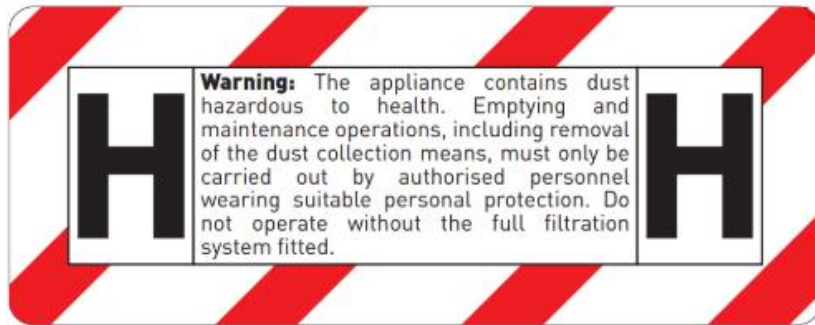 H
Warning: The appliance contains dust
hazardous to health. Emptying and
maintenance operations, including removal
of the dust collection means, must only be
carried out by authorised personnel
wearing suitable personal protection. Do
not operate without the full filtration
system fitted.
H